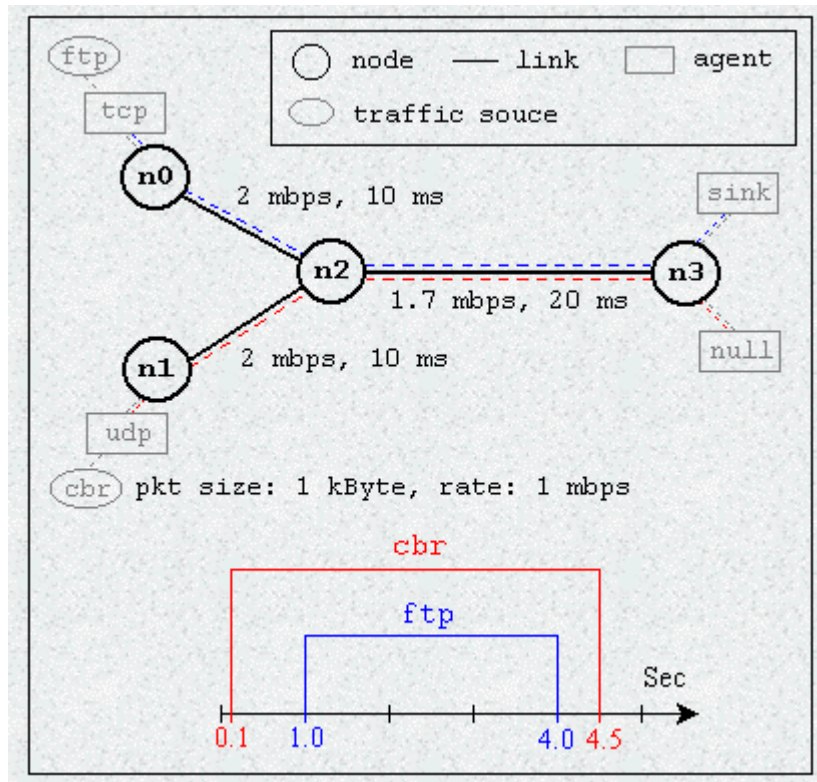 ftp
node link agent
traffic souce
tcp
n0
2 mbps, 10 ms
sink
n2
n3
1.7 mbps, 20 ms
n1
2 mbps, 10 ms
null
udp
cbr pkt size: 1 kByte, rate: 1 mbps
cbr
ftp
Sec
0.1 1.0 4.0 4.5